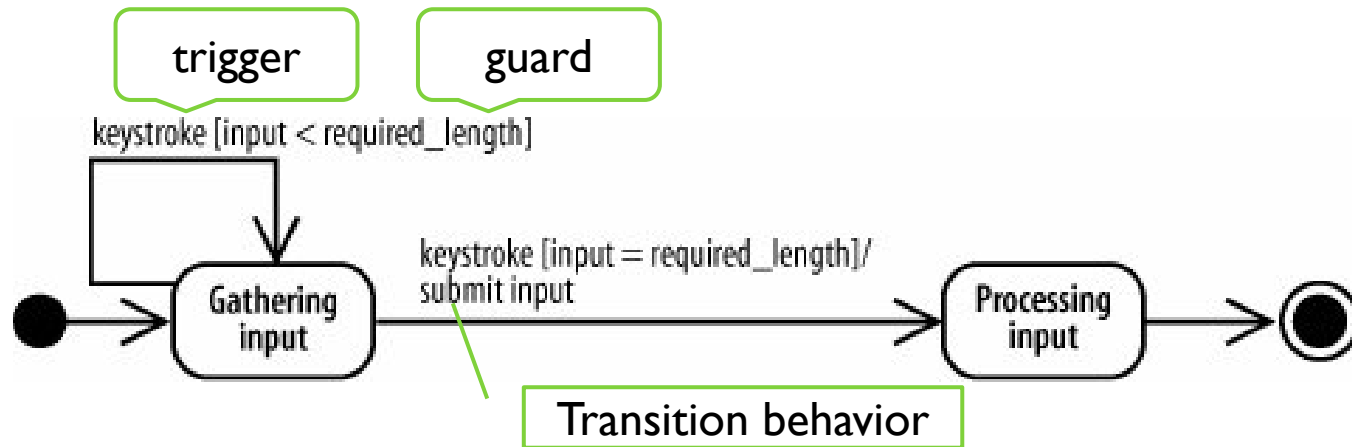 trigger
guard
keystroke [input < required_length]
keystroke [input = required_length]/
submit input
Gathering
input
Processing
input
Transition behavior